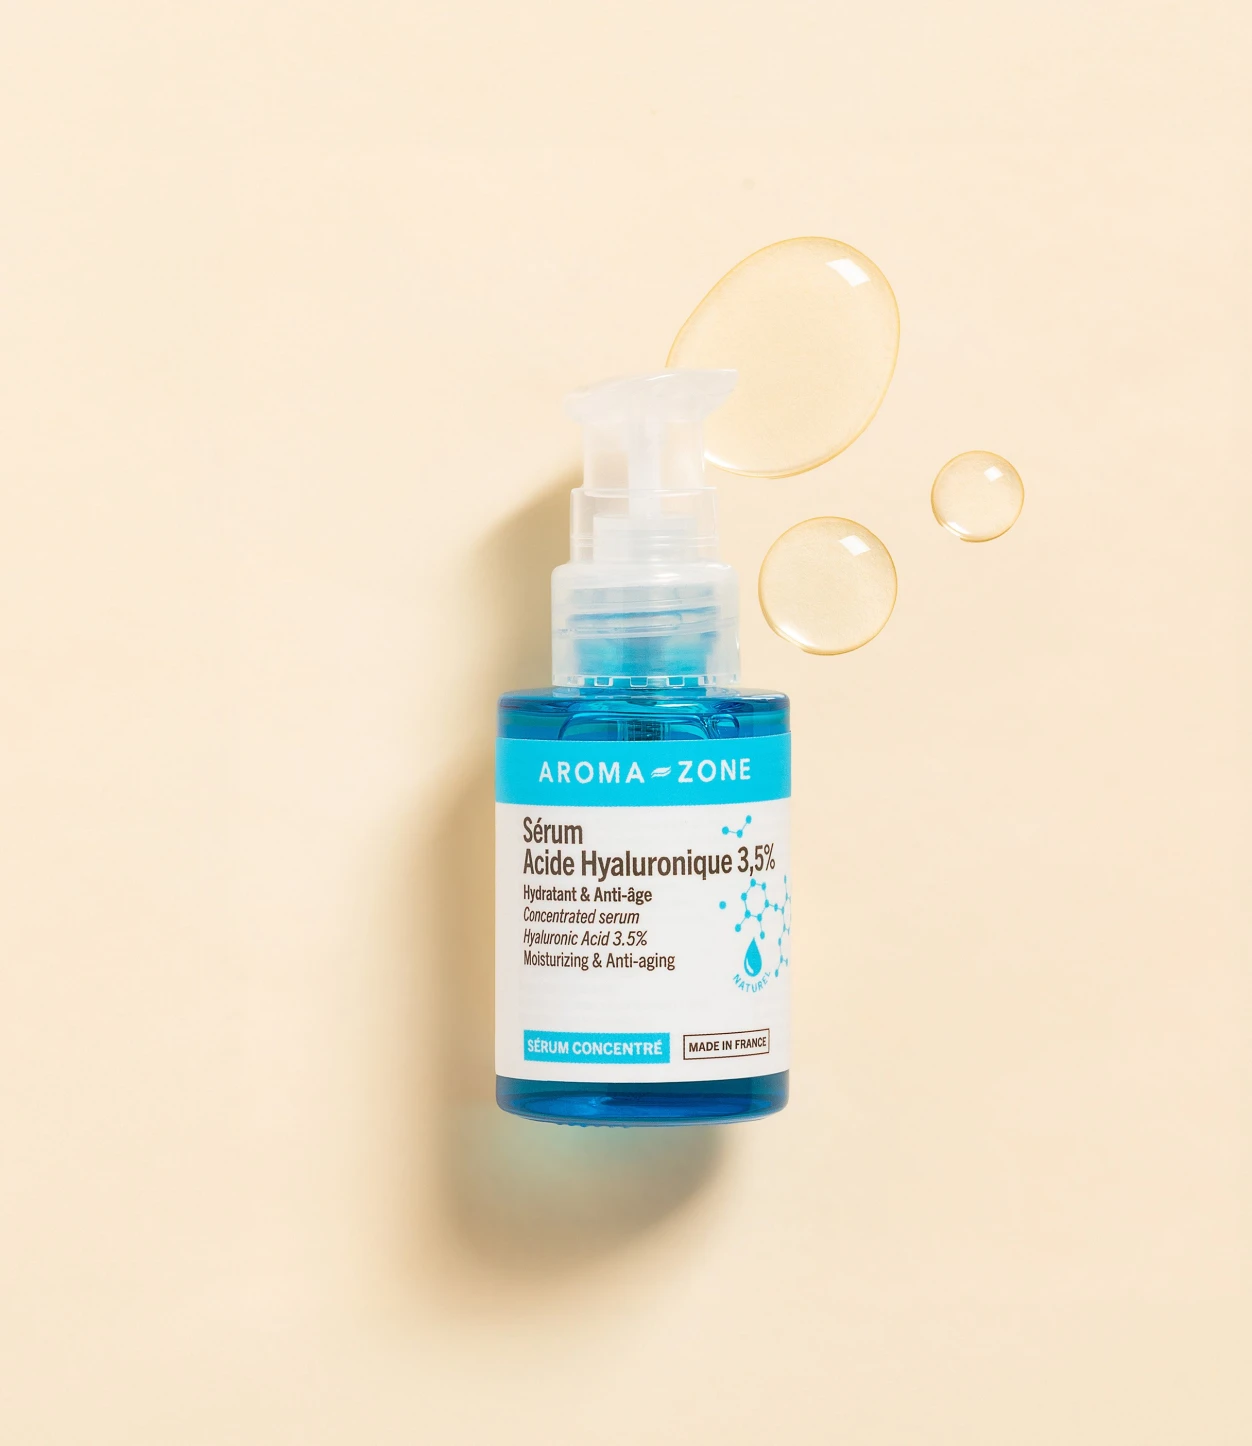 AROMA ZONE
Sérum
Acide Hyaluronique 3,5%
Hydratant & Anti-âge
Concentrated serum
Hyaluronic Acid 3.5%
Moisturizing & Anti-aging
NATUREL
SÉRUM CONCENTRÉ
MADE IN FRANCE